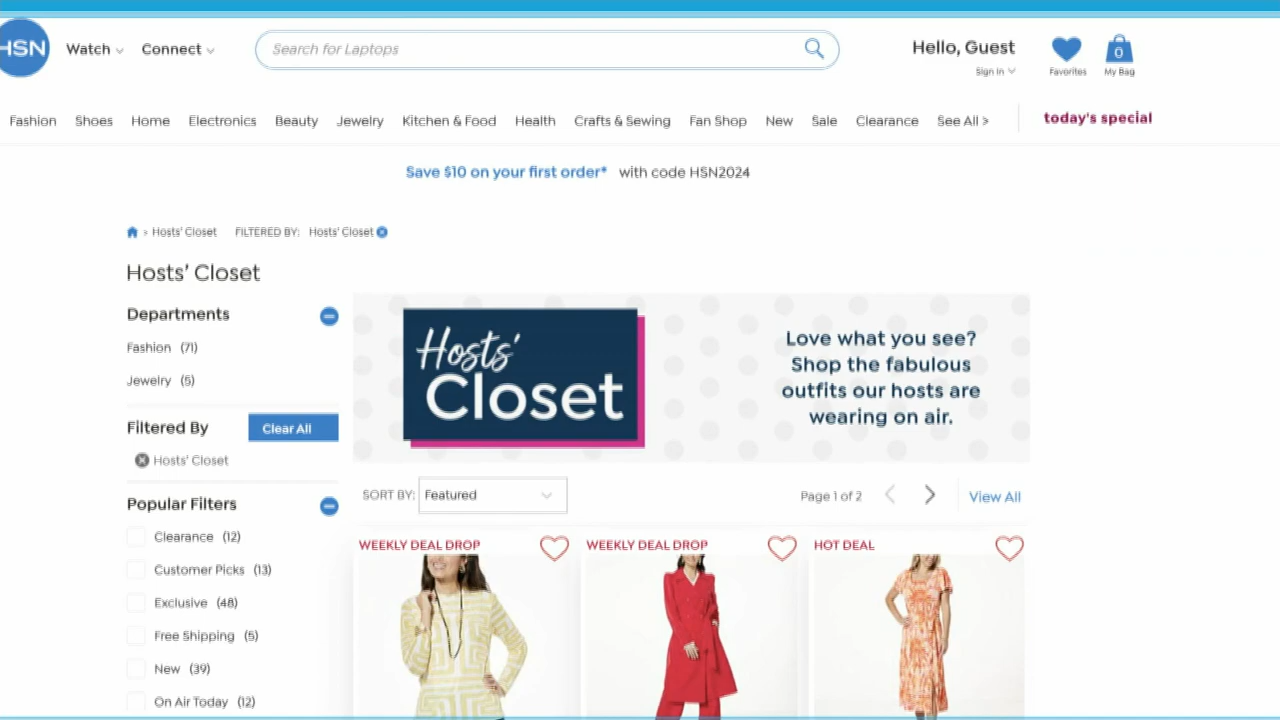 HSN
Watch
Connect
Search for Laptops
Hello, Guest
Sign In
Favorites
0
My Bag
Fashion Shoes Home Electronics Beauty Jewelry Kitchen & Food Health Crafts & Sewing Fan Shop New Sale Clearance See All >
today's special
Save $10 on your first order* with code HSN2024
> Hosts' Closet FILTERED BY: Hosts' Closet
Hosts' Closet
Departments
Fashion (71)
Jewelry (5)
Filtered By
Clear All
Hosts' Closet
Popular Filters
Clearance (12)
Customer Picks (13)
Exclusive (48)
Free Shipping (5)
New (39)
On Air Today (12)
Hosts'
Closet
Love what you see?
Shop the fabulous
outfits our hosts are
wearing on air.
SORT BY: Featured
Page 1 of 2
View All
WEEKLY DEAL DROP
WEEKLY DEAL DROP
HOT DEAL